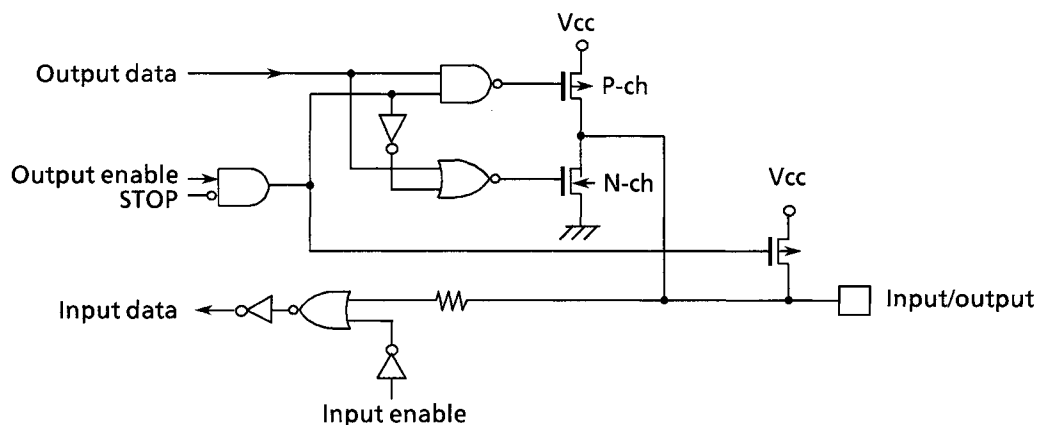 Vcc
Output data
P-ch
Output enable
STOP
N-ch
Vcc
Input data
Input/output
Input enable